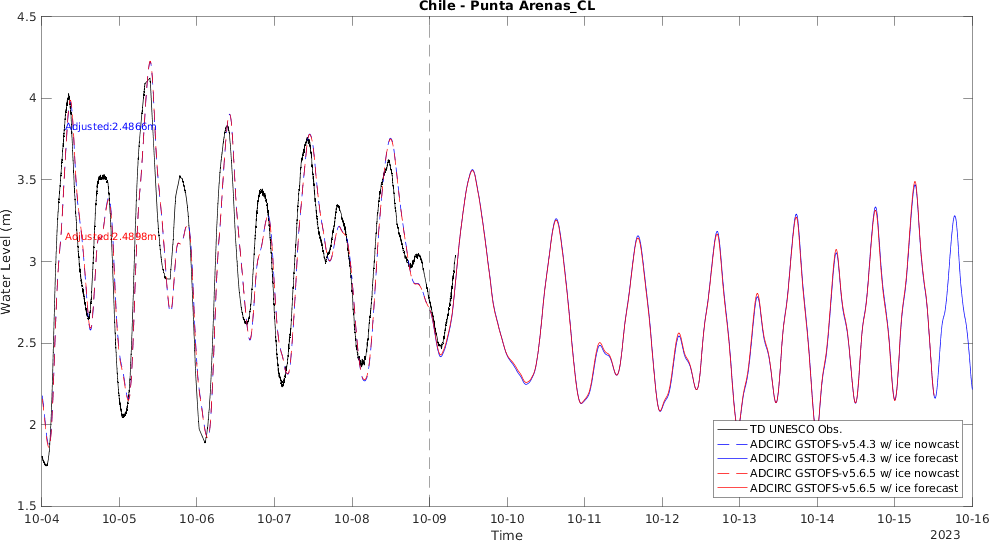 Chile - Punta Arenas_CL
4.5
4
3.5
3
2.5
2
1.5
Water Level (m)
Adjusted:2.4866m
Adjusted:2.4898m
TD UNESCO Obs.
ADCIRC GSTOFS-v5.4.3 w/ ice nowcast
ADCIRC GSTOFS-v5.4.3 w/ ice forecast
ADCIRC GSTOFS-v5.6.5 w/ ice nowcast
ADCIRC GSTOFS-v5.6.5 w/ ice forecast
10-04 10-05 10-06 10-07 10-08 10-09 10-10 10-11 10-12 10-13 10-14 10-15 10-16
Time
2023